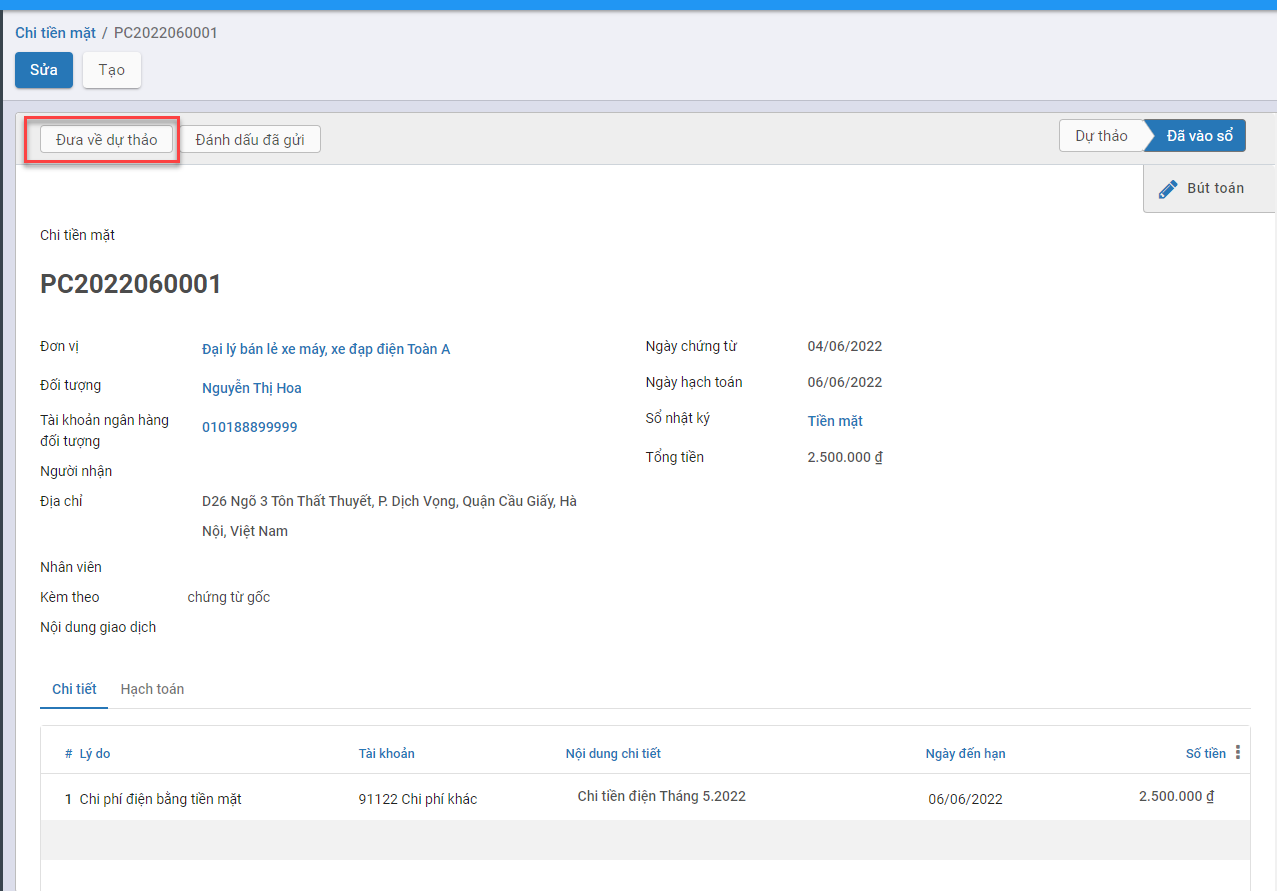 Chi tiền mặt / PC2022060001
Sửa Tạo
Đưa về dự thảo Đánh dấu đã gửi Dự thảo Đã vào sổ
Bút toán
Chi tiền mặt
PC2022060001
Đơn vị Đại lý bán lẻ xe máy, xe đạp điện Toàn A
Đối tượng Nguyễn Thị Hoa
Tài khoản ngân hàng
đối tượng 010188899999
Người nhận
Địa chỉ D26 Ngõ 3 Tôn Thất Thuyết, P. Dịch Vọng, Quận Cầu Giấy, Hà
Nội, Việt Nam
Nhân viên
Kèm theo chứng từ gốc
Nội dung giao dịch
Ngày chứng từ 04/06/2022
Ngày hạch toán 06/06/2022
Sổ nhật ký Tiền mặt
Tổng tiền 2.500.000 ₫
Chi tiết Hạch toán
# Lý do Tài khoản Nội dung chi tiết Ngày đến hạn Số tiền
1 Chi phí điện bằng tiền mặt 91122 Chi phí khác Chi tiền điện Tháng 5.2022 06/06/2022 2.500.000 ₫